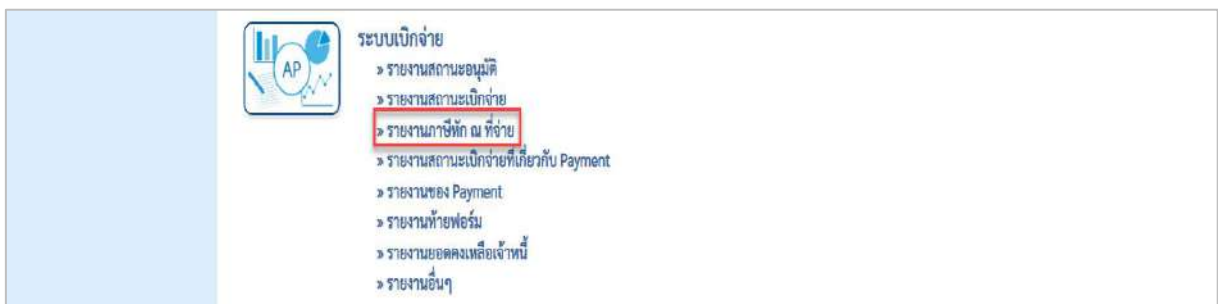 AP
ระบบเบิกจ่าย
» รายงานสถานะอนุมัติ
» รายงานสถานะเบิกจ่าย
» รายงานภาษีหัก ณ ที่จ่าย
» รายงานสถานะเบิกจ่ายที่เกี่ยวกับ Payment
» รายงานของ Payment
» รายงานท้ายฟอร์ม
» รายงานยอดคงเหลือเจ้าหนี้
» รายงานอื่นๆ